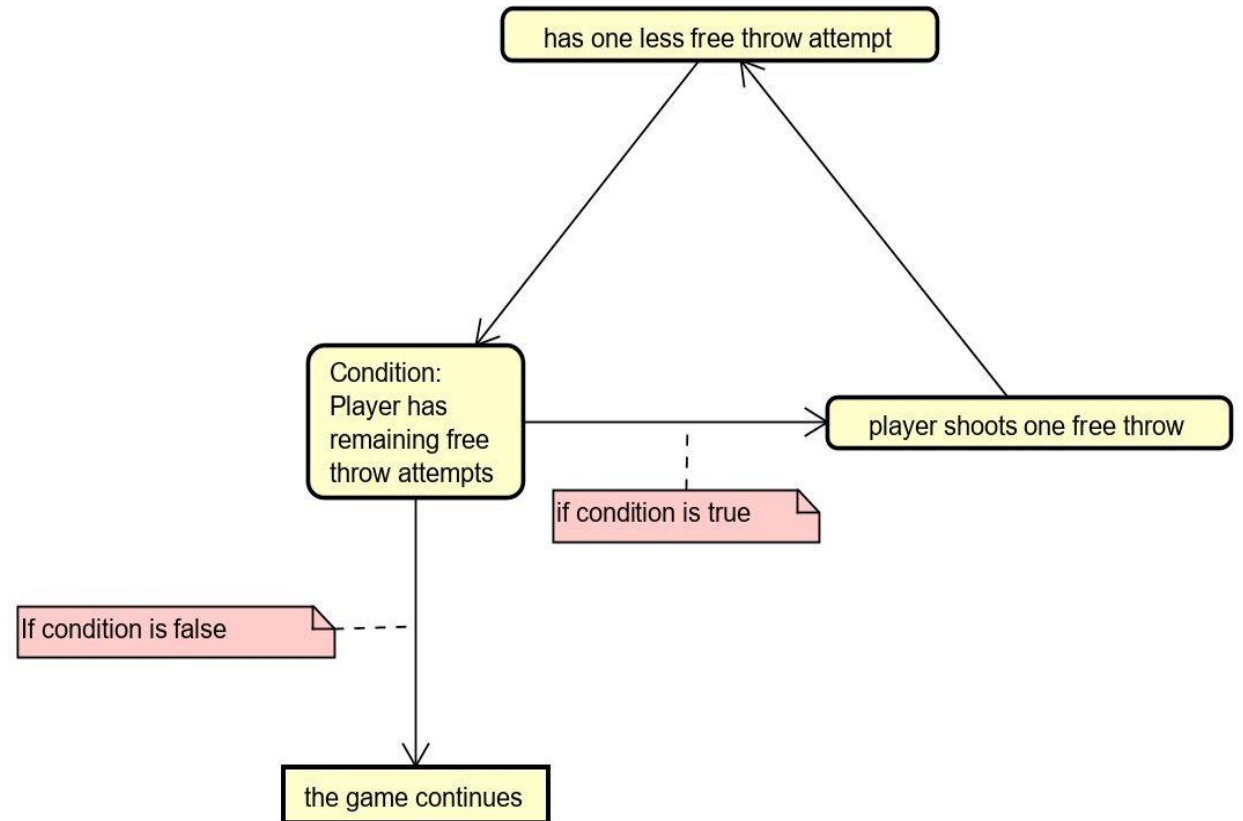 has one less free throw attempt
Condition:
Player has
remaining free
throw attempts
player shoots one free throw
if condition is true
If condition is false
the game continues